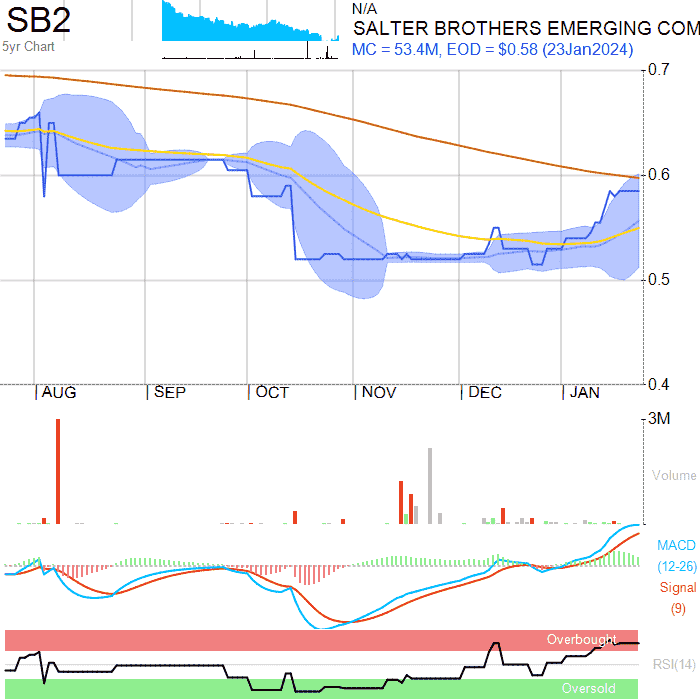 SB2
5yr Chart
N/A
SALTER BROTHERS EMERGING COM
MC = 53.4M, EOD = $0.58 (23Jan2024)
0.7
0.6
0.5
0.4
AUG SEP OCT NOV DEC JAN
3M
Volume
MACD
(12-26)
Signal
(9)
Overbought
RSI(14)
Oversold